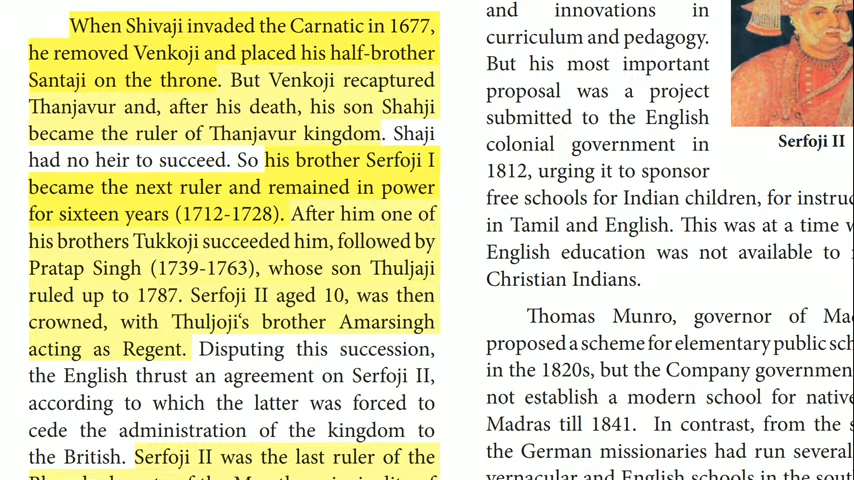 When Shivaji invaded the Carnatic in 1677,
he removed Venkoji and placed his half-brother
Santaji on the throne. But Venkoji recaptured
Thanjavur and, after his death, his son Shahji
became the ruler of Thanjavur kingdom. Shaji
had no heir to succeed. So his brother Serfoji I
became the next ruler and remained in power
for sixteen years (1712-1728). After him one of
his brothers Tukkoji succeeded him, followed by
Pratap Singh (1739-1763), whose son Thuljaji
ruled up to 1787. Serfoji II aged 10, was then
crowned, with Thuljoji‘s brother Amarsingh
acting as Regent. Disputing this succession,
the English thrust an agreement on Serfoji II,
according to which the latter was forced to
cede the administration of the kingdom to
the British. Serfoji II was the last ruler of the
and innovations in
curriculum and pedagogy.
But his most important
proposal was a project
submitted to the English
colonial government in
1812, urging it to sponsor
free schools for Indian children, for
in Tamil and English. This was at a time
English education was not available to
Christian Indians.
Serfoji II
Thomas Munro, governor of
proposed a scheme for elementary public
in the 1820s, but the Company
not establish a modern school for
Madras till 1841. In contrast, from the
the German missionaries had run several
vernacular and English schools in the